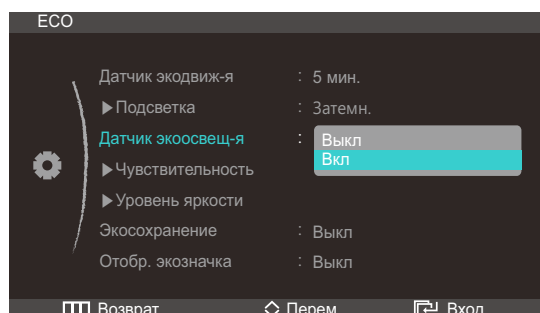 ECO
Датчик экодвиж-я : 5 мин.
▶Подсветка : Затемн.
Датчик экоосвещ-я : Выкл
Вкл
▶Чувствительность
▶Уровень яркости
Экосохранение : Выкл
Отобр. экозначка : Выкл
Возврат Перем. Вход